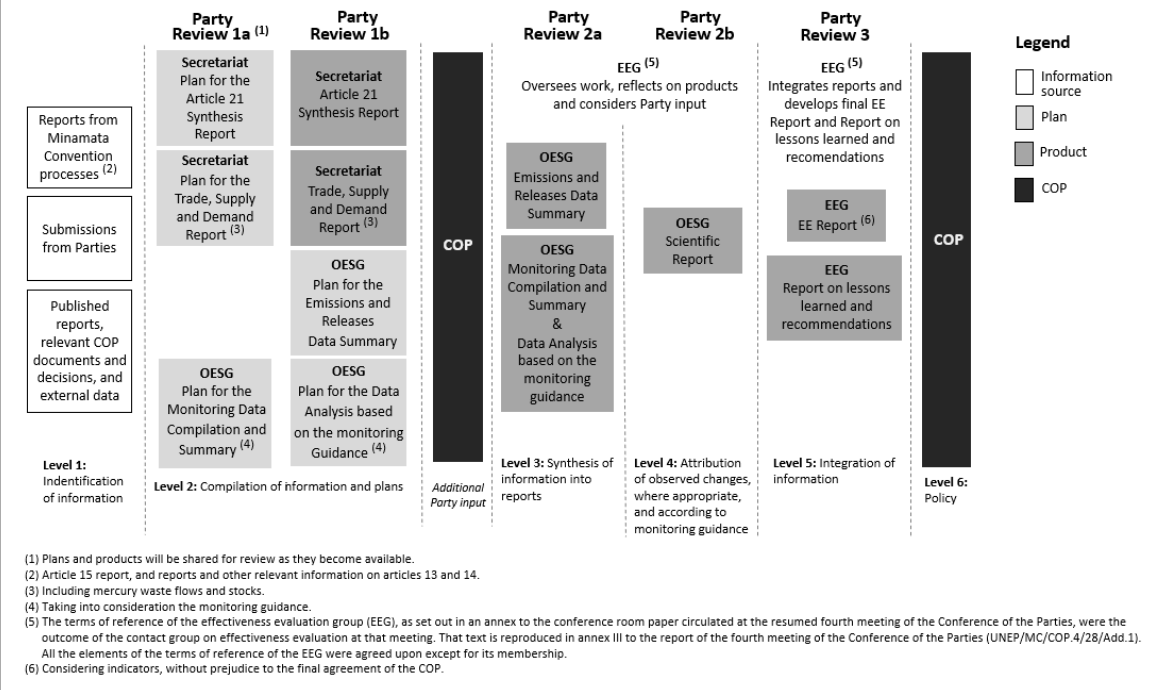 Party
Review 1a (1)
Party
Review 1b
Party
Review 2a
Party
Review 2b
Party
Review 3
Reports from
Minamata
Convention
processes (2)
Submissions
from Parties
Published
reports,
relevant COP
documents and
decisions, and
external data
Level 1:
Indentification
of information
Secretariat
Plan for the
Article 21
Synthesis
Report
Secretariat
Plan for the
Trade, Supply
and Demand
Report (3)
OESG
Plan for the
Monitoring Data
Compilation and
Summary (4)
Secretariat
Article 21
Synthesis Report
Secretariat
Trade, Supply
and Demand
Report (3)
OESG
Plan for the
Emissions and
Releases
Data Summary
OESG
Plan for the Data
Analysis based
on the monitoring
Guidance (4)
Level 2: Compilation of nformation and plans
COP
Additional
Party input
EEG (5)
Oversees work, reflects on products
and considers Party input
OESG
Emissions and
Releases Data
Summary
OESG
Monitoring Data
Compilation and
Summary
&
Data Analysis
based on the
monitoring
guidance
Level 3: Synthesis of
information into
reports
OESG
Scientific
Report
Level 4: Attribution
of observed changes,
where appropriate,
and according to
monitoring guidance
EEG (5)
Integrates reports and
develops final EE
Report and Report on
lessons learned and
recomendations
EEG
EE Report (6)
EEG
Report on lessons
learned and
recommendations
Level 5: Integration of
information
COP
Level 6:
Policy
Legend
Information
source
Plan
Product
COP
(1) Plans and products will be shared for review as they become available.
(2) Article 15 report, and reports and other relevant information on articles 13 and 14.
(3) Including mercury waste flows and stocks.
(4) Taking into consideration the monitoring guidance.
(5) The terms of reference of the effectiveness evaluation group (EEG), as set out in an annex to the conference room paper circulated at the resumed fourth meeting of the Conference of the Parties, were the
outcome of the contact group on effectiveness evaluation at that meeting. That text is reproduced in annex III to the report of the fourth meeting of the Conference of the Parties (UNEP/MC/COP.4/28/Add.1).
All the elements of the terms of reference of the EEG were agreed upon except for its membership.
(6) Considering indicators, without prejudice to the final agreement of the COP.